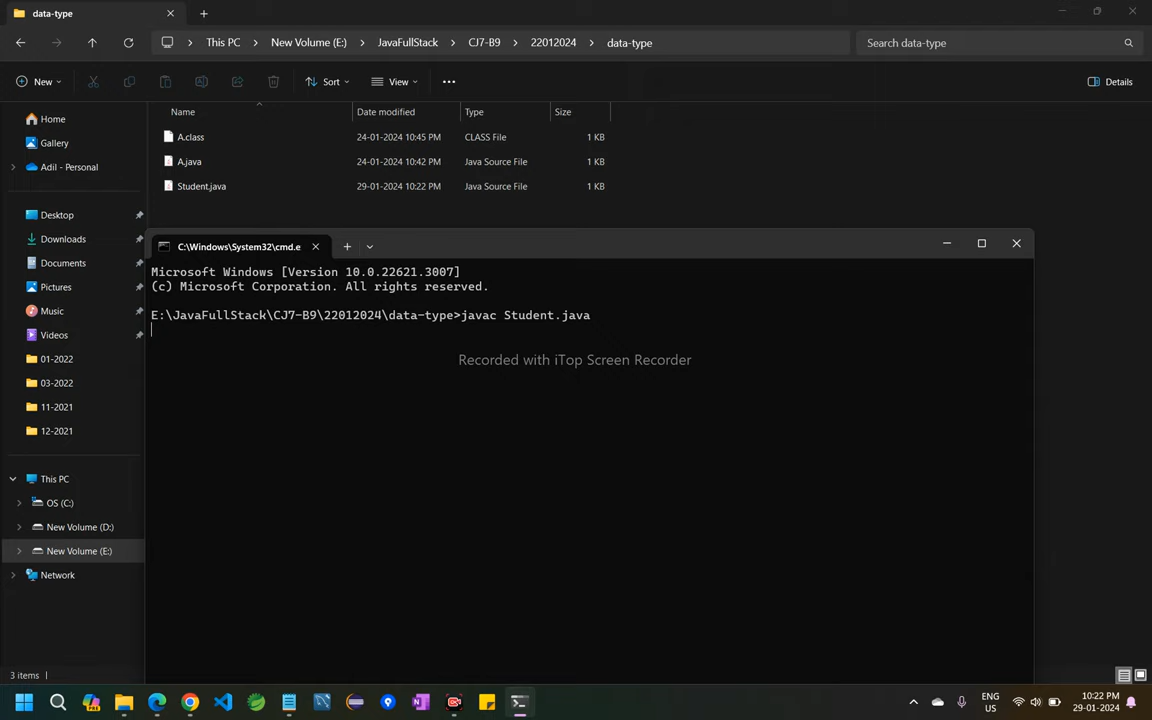 data-type
This PC
New Volume (E:)
JavaFullStack
CJ7-B9
22012024
data-type
Search data-type
New
Sort
View
Details
Name
Date modified
Type
Size
A.class
24-01-2024 10:45 PM
CLASS File
1 KB
A.java
24-01-2024 10:42 PM
Java Source File
1 KB
Student.java
29-01-2024 10:22 PM
Java Source File
1 KB
Home
Gallery
Adil - Personal
Desktop
Downloads
Documents
Pictures
Music
Videos
01-2022
03-2022
11-2021
12-2021
This PC
OS (C:)
New Volume (D:)
New Volume (E:)
Network
C:\Windows\System32\cmd.e
Microsoft Windows [Version 10.0.22621.3007]
(c) Microsoft Corporation. All rights reserved.
E:\JavaFullStack\CJ7-B9\22012024\data-type>javac Student.java
Recorded with iTop Screen Recorder
3 items
PRE
ENG
US
10:22 PM
29-01-2024